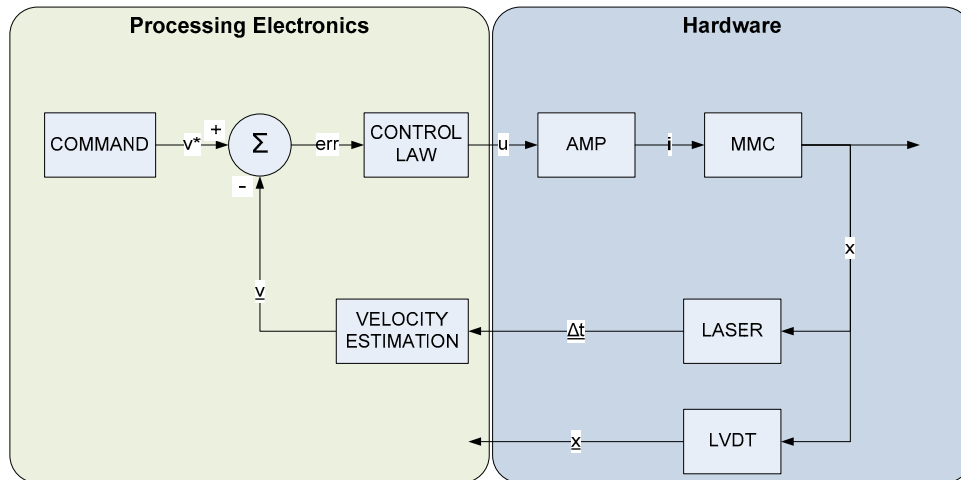 Processing Electronics
Hardware
COMMAND
v*
+
-
Σ
err
CONTROL
LAW
u
AMP
i
MMC
x
v
VELOCITY
ESTIMATION
Δt
LASER
x
LVDT